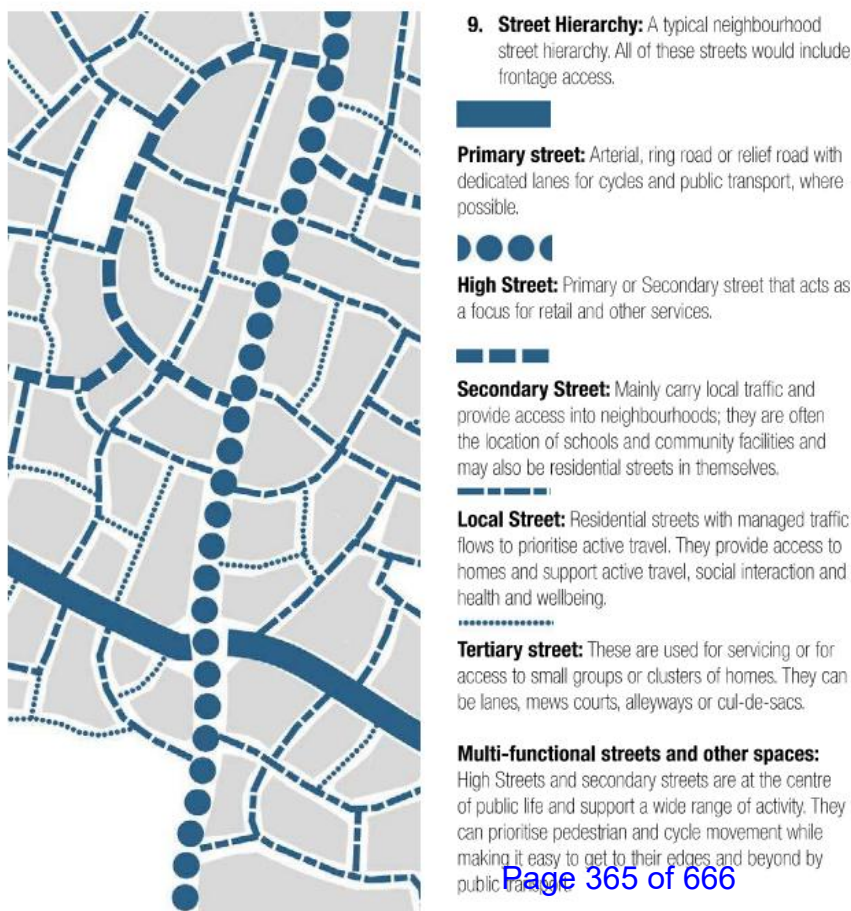 9. Street Hierarchy: A typical neighbourhood
street hierarchy. All of these streets would include
frontage access.
Primary street: Arterial, ring road or relief road with
dedicated lanes for cycles and public transport, where
possible.
High Street: Primary or Secondary street that acts as
a focus for retail and other services.
Secondary Street: Mainly carry local traffic and
provide access into neighbourhoods; they are often
the location of schools and community facilities and
may also be residential streets in themselves.
Local Street: Residential streets with managed traffic
flows to prioritise active travel. They provide access to
homes and support active travel, social interaction and
health and wellbeing.
Tertiary street: These are used for servicing or for
access to small groups or clusters of homes. They can
be lanes, mews courts, alleyways or cul-de-sacs.
Multi-functional streets and other spaces:
High Streets and secondary streets are at the centre
of public life and support a wide range of activity. They
can prioritise pedestrian and cycle movement while
making it easy to get to their edges and beyond by
public transport.
Page 365 of 666